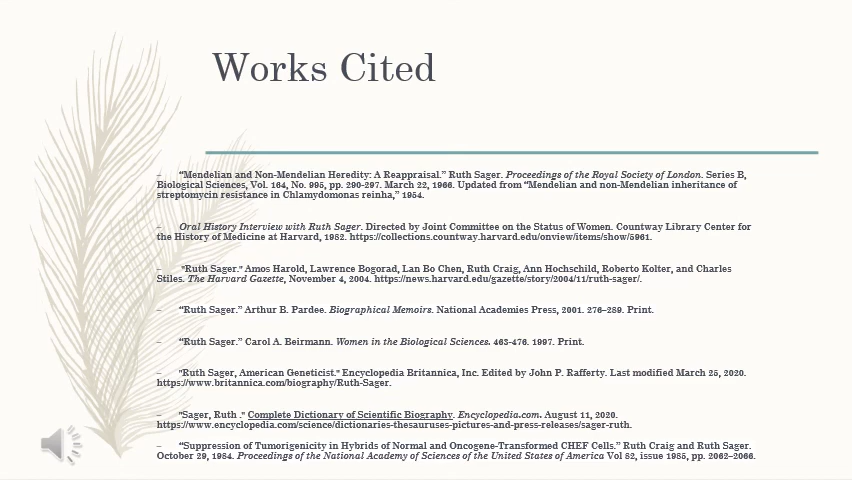 Works Cited
– “Mendelian and Non-Mendelian Heredity: A Reappraisal.” Ruth Sager. Proceedings of the Royal Society of London. Series B,
Biological Sciences, Vol. 164, No. 995, pp. 290-297. March 22, 1966. Updated from “Mendelian and non-Mendelian inheritance of
streptomycin resistance in Chlamydomonas reinha,” 1954.
– Oral History Interview with Ruth Sager. Directed by Joint Committee on the Status of Women. Countway Library Center for
the History of Medicine at Harvard, 1982. https://collections.countway.harvard.edu/onview/items/show/5961.
– "Ruth Sager." Amos Harold, Lawrence Bogorad, Lan Bo Chen, Ruth Craig, Ann Hochschild, Roberto Kolter, and Charles
Stiles. The Harvard Gazette, November 4, 2004. https://news.harvard.edu/gazette/story/2004/11/ruth-sager/.
– “Ruth Sager.” Arthur B. Pardee. Biographical Memoirs. National Academies Press, 2001. 276–289. Print.
– “Ruth Sager.” Carol A. Beirmann. Women in the Biological Sciences. 463-476. 1997. Print.
– "Ruth Sager, American Geneticist." Encyclopedia Britannica, Inc. Edited by John P. Rafferty. Last modified March 25, 2020.
https://www.britannica.com/biography/Ruth-Sager.
– "Sager, Ruth ." Complete Dictionary of Scientific Biography. Encyclopedia.com. August 11, 2020.
https://www.encyclopedia.com/science/dictionaries-thesauruses-pictures-and-press-releases/sager-ruth.
– “Suppression of Tumorigenicity in Hybrids of Normal and Oncogene-Transformed CHEF Cells.” Ruth Craig and Ruth Sager.
October 29, 1984. Proceedings of the National Academy of Sciences of the United States of America Vol 82, issue 1985, pp. 2062–2066.